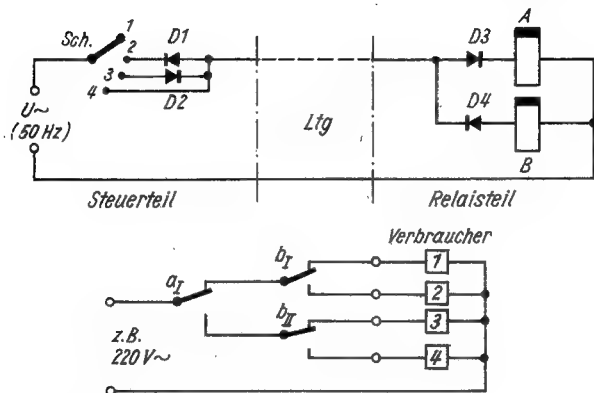 Sch.
1
2
3
4
D1
D2
U~
(50 Hz)
Ltg
D3
D4
A
B
Steuerteil
Relaisteil
Verbraucher
a_I
b_I
b_II
1
2
3
4
z.B.
220 V~